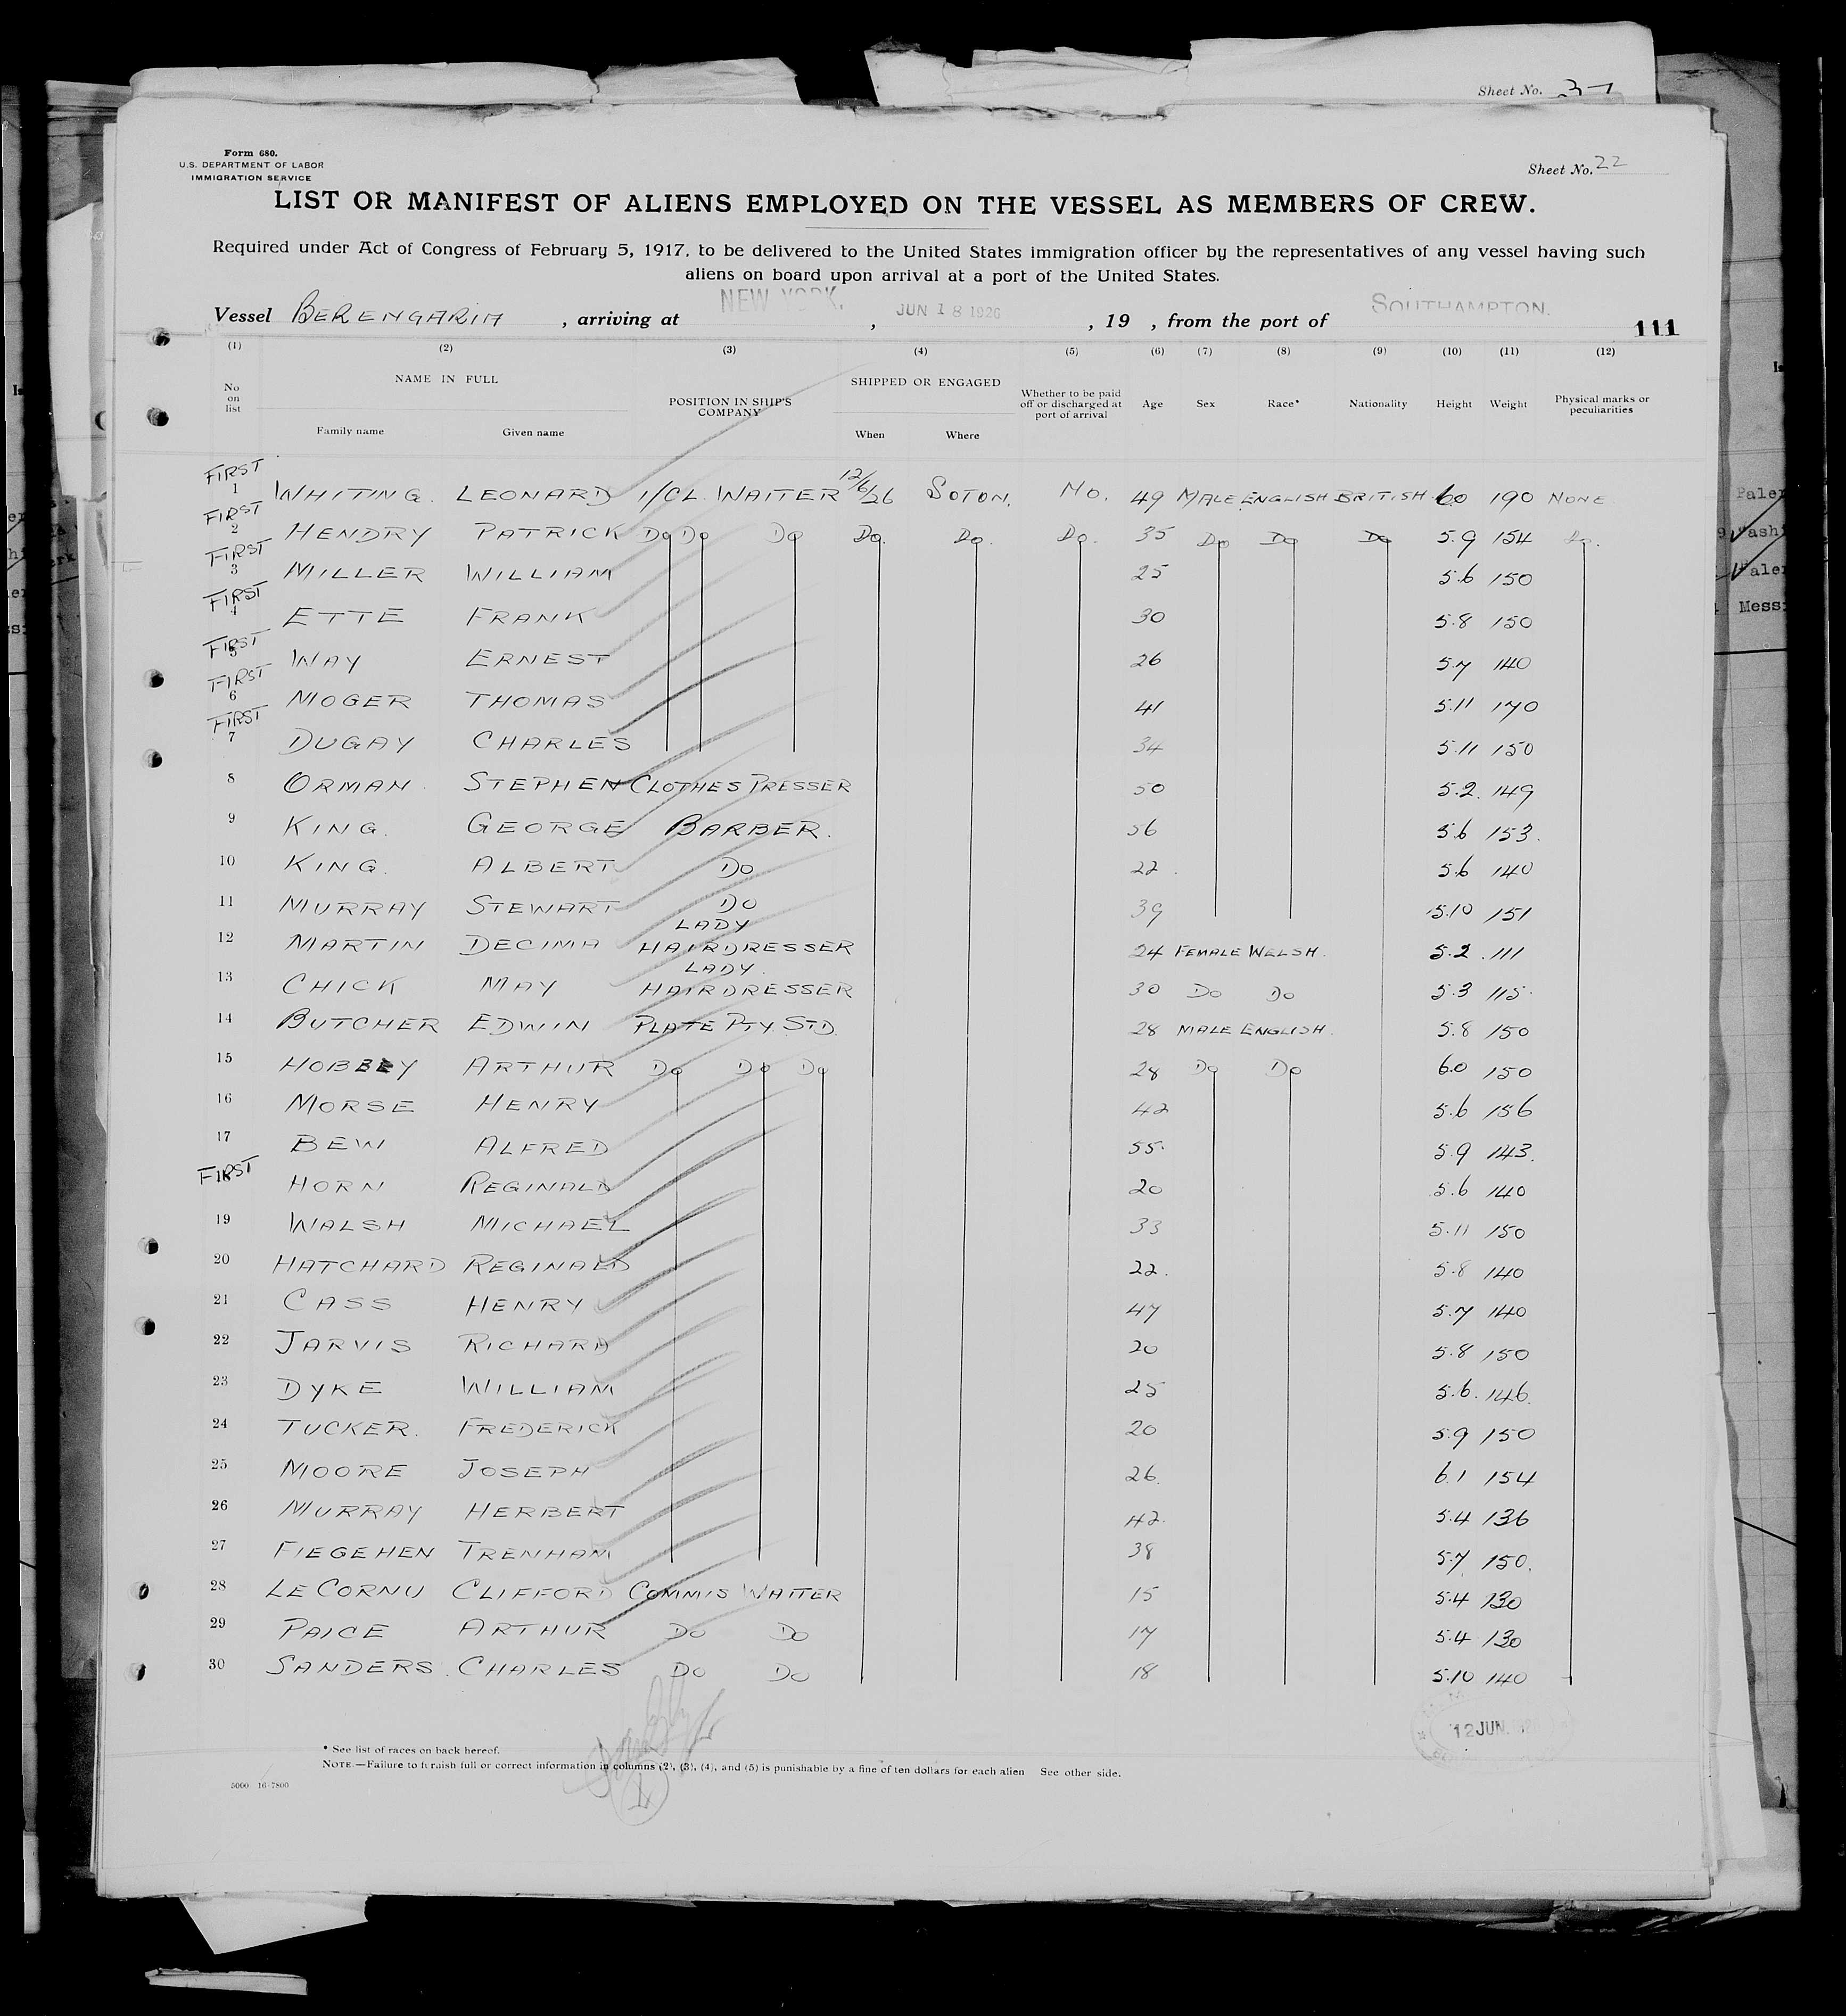 Sheet No. 37
Form 680.
U.S. DEPARTMENT OF LABOR
IMMIGRATION SERVICE
Sheet No. 22
LIST OR MANIFEST OF ALIENS EMPLOYED ON THE VESSEL AS MEMBERS OF CREW.
Required under Act of Congress of February 5, 1917, to be delivered to the United States immigration officer by the representatives of any vessel having such
aliens on board upon arrival at a port of the United States.
Vessel BERENGARIA , arriving at NEW YORK. , JUN 18 1926 , 19 , from the port of SOUTHAMPTON.
111
(1) (2) (3) (4) (5) (6) (7) (8) (9) (10) (11) (12)
No on list NAME IN FULL Family name Given name POSITION IN SHIP'S COMPANY SHIPPED OR ENGAGED When Where Whether to be paid off or discharged at port of arrival Age Sex Race* Nationality Height Weight Physical marks or peculiarities
FIRST 1 WHITING. LEONARD 1/CL. WAITER 12/6/26 SOTON. NO. 49 MALE ENGLISH BRITISH 6.0 190 NONE
FIRST 2 HENDRY PATRICK DO DO DO DO. DO. DO. 35 DO DO DO 5.9 154 DO.
FIRST 3 MILLER WILLIAM 25 5.6 150
FIRST 4 ETTE FRANK 30 5.8 150
FIRST 5 WAY ERNEST 26 5.7 140
FIRST 6 MOGER THOMAS 41 5.11 170
FIRST 7 DUGAY CHARLES 34 5.11 150
8 ORMAN. STEPHEN CLOTHES PRESSER 50 5.2. 149
9 KING. GEORGE BARBER. 56 5.6 153.
10 KING. ALBERT DO 22. 5.6 140
11 MURRAY STEWART DO 39 5.10 151
12 MARTIN DECIMA LADY HAIRDRESSER 24 FEMALE WELSH. 5.2 .111
13 CHICK MAY LADY. HAIRDRESSER 30 DO DO 5.3 115.
14 BUTCHER EDWIN PLATE PTY. STD. 28 MALE ENGLISH. 5.8 150
15 HOBBEY ARTHUR DO DO DO 28 DO DO 6.0 150
16 MORSE HENRY 42 5.6 156
17 BEW ALFRED 55. 5.9 143.
FIRST 18 HORN REGINALD 20 5.6 140
19 WALSH MICHAEL 33 5.11 150
20 HATCHARD REGINALD 22. 5.8 140
21 CASS HENRY 47 5.7 140
22 JARVIS RICHARD 20 5.8 150
23 DYKE WILLIAM 25 5.6. 146.
24 TUCKER. FREDERICK 20 5.9 150
25 MOORE JOSEPH 26. 6.1 154
26 MURRAY HERBERT 42. 5.4 136
27 FIEGEHEN TRENHAM 38 5.7. 150.
28 LE CORNU CLIFFORD COMMIS WAITER 15 5.4 130
29 PAICE ARTHUR DO DO 17 5.4 130
30 SANDERS. CHARLES DO DO 18 5.10 140
12 JUN.
* See list of races on back hereof.
NOTE.—Failure to furnish full or correct information in columns (2), (3), (4), and (5) is punishable by a fine of ten dollars for each alien See other side.
5000 16-7800